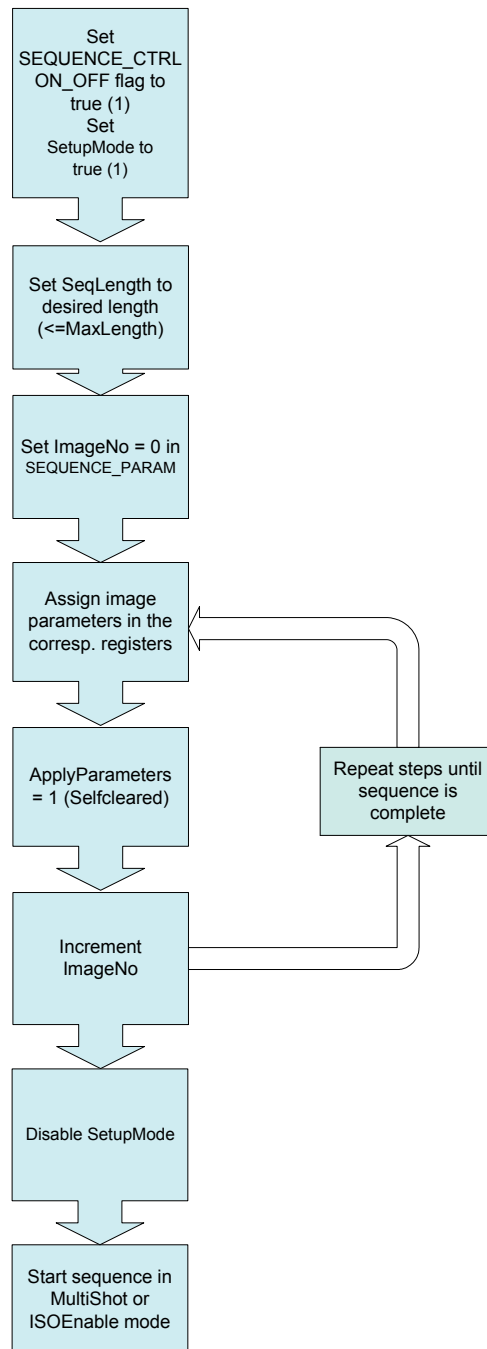 Set
SEQUENCE_CTRL
ON_OFF flag to
true (1)
Set
SetupMode to
true (1)
Set SeqLength to
desired length
(<=MaxLength)
Set ImageNo = 0 in
SEQUENCE_PARAM
Assign image
parameters in the
corresp. registers
ApplyParameters
= 1 (Selfcleared)
Repeat steps until
sequence is
complete
Increment
ImageNo
Disable SetupMode
Start sequence in
MultiShot or
ISOEnable mode